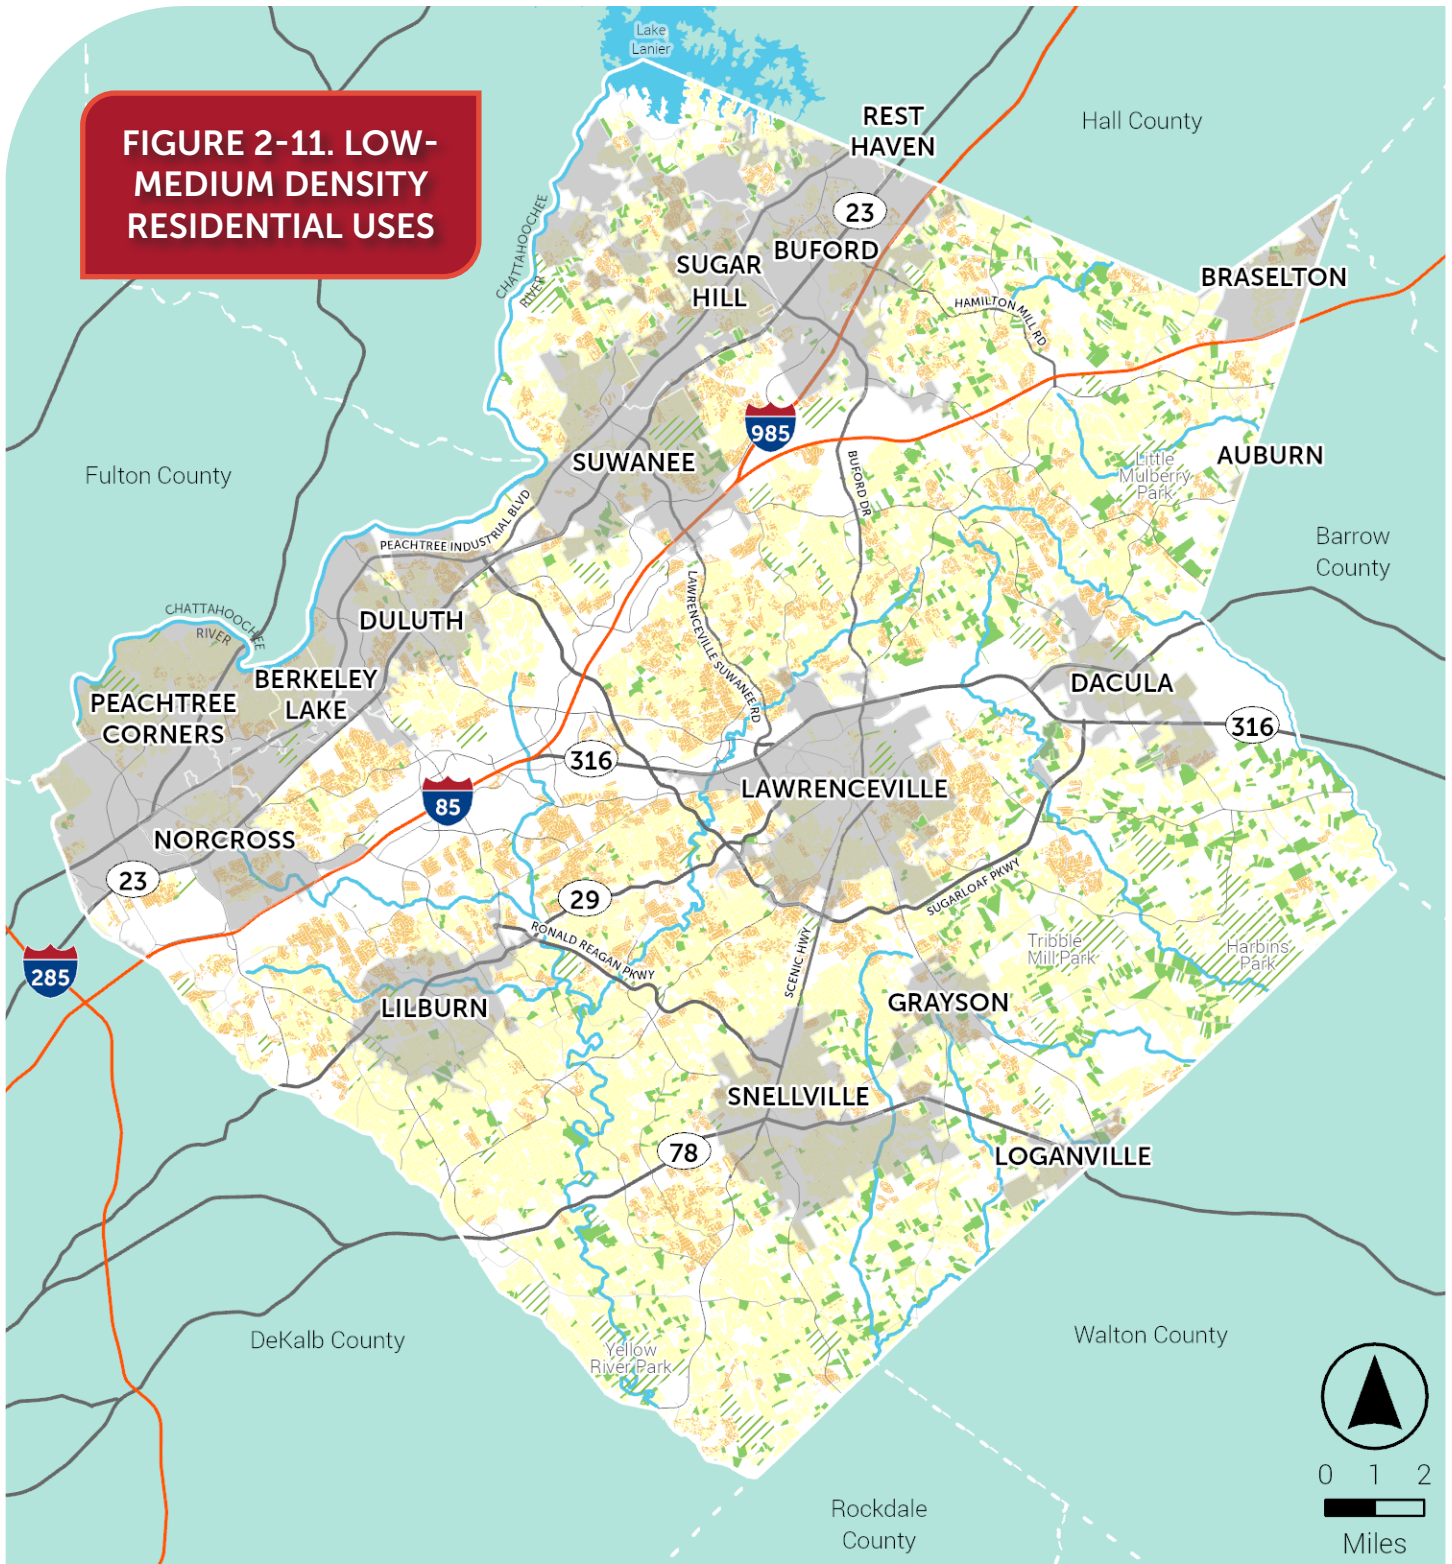 Lake
Lanier
FIGURE 2-11. LOW-
MEDIUM DENSITY
RESIDENTIAL USES
REST
HAVEN
Hall County
CHATTAHOOCHEE
RIVER
23
BUFORD
SUGAR
HILL
BRASELTON
HAMILTON MILL RD
985
Fulton County
SUWANEE
BUFORD DR
AUBURN
Little
Mulberry
Park
PEACHTREE INDUSTRIAL BLVD
Barrow
County
LAWRENCEVILLE SUWANEE RD
CHATTAHOOCHEE
RIVER
DULUTH
BERKELEY
LAKE
PEACHTREE
CORNERS
DACULA
316
316
LAWRENCEVILLE
85
NORCROSS
23
29
SUGARLOAF PKWY
RONALD REAGAN PKWY
SCENIC HWY
Tribble
Mill Park
Harbins
Park
285
LILBURN
GRAYSON
SNELLVILLE
78
LOGANVILLE
DeKalb County
Yellow
River Park
Walton County
Rockdale
County
0 1 2
Miles